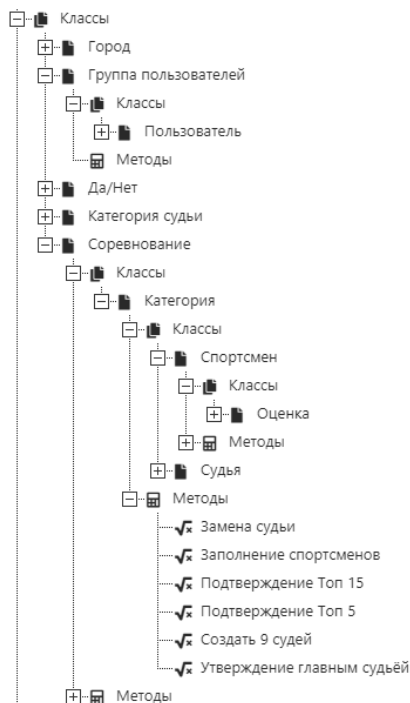 Классы
Город
Группа пользователей
Классы
Пользователь
Методы
Да/Нет
Категория судьи
Соревнование
Классы
Категория
Классы
Спортсмен
Классы
Оценка
Методы
Судья
Методы
Замена судьи
Заполнение спортсменов
Подтверждение Топ 15
Подтверждение Топ 5
Создать 9 судей
Утверждение главным судьёй
Методы